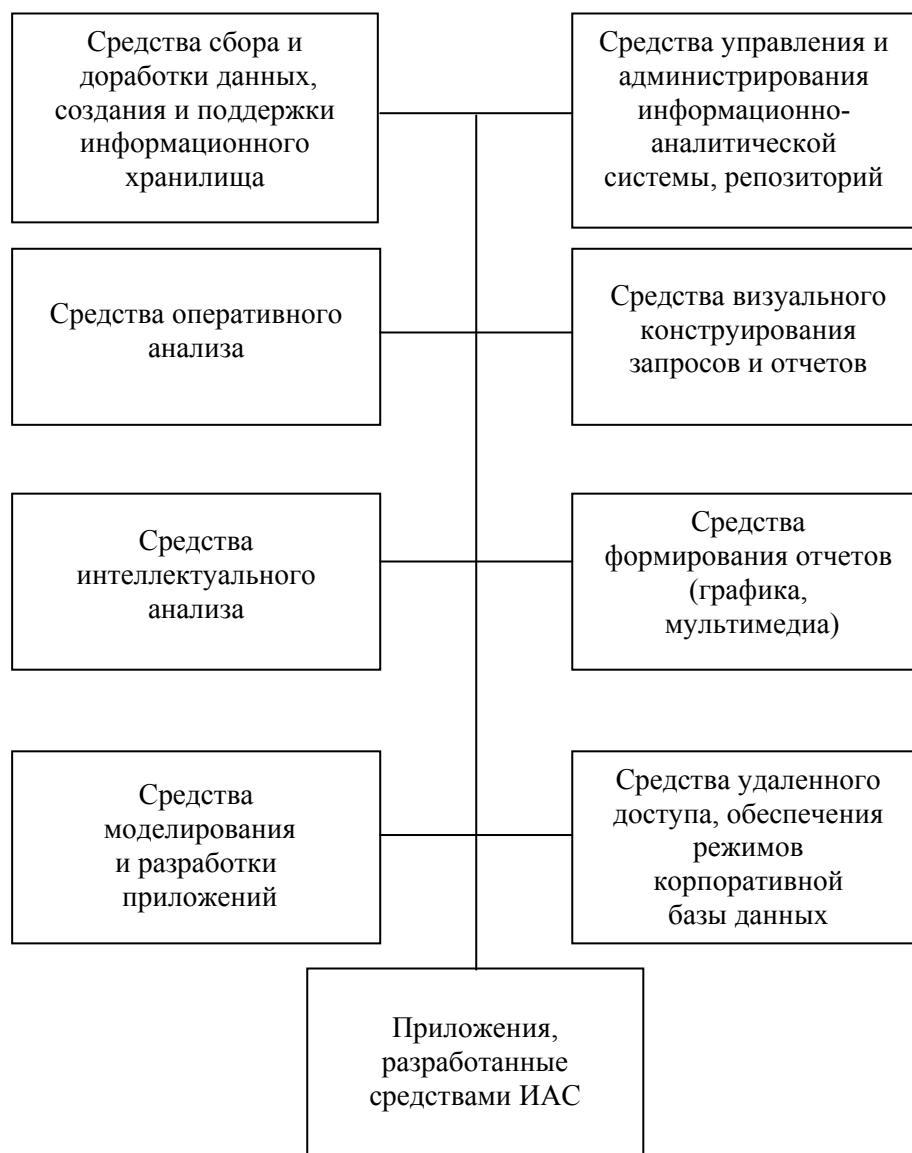 Средства сбора и
доработки данных,
создания и поддержки
информационного
хранилища
Средства управления и
администрирования
информационно-
аналитической
системы, репозиторий
Средства оперативного
анализа
Средства визуального
конструирования
запросов и отчетов
Средства
интеллектуального
анализа
Средства
формирования отчетов
(графика,
мультимедиа)
Средства
моделирования
и разработки
приложений
Средства удаленного
доступа, обеспечения
режимов
корпоративной
базы данных
Приложения,
разработанные
средствами ИАС